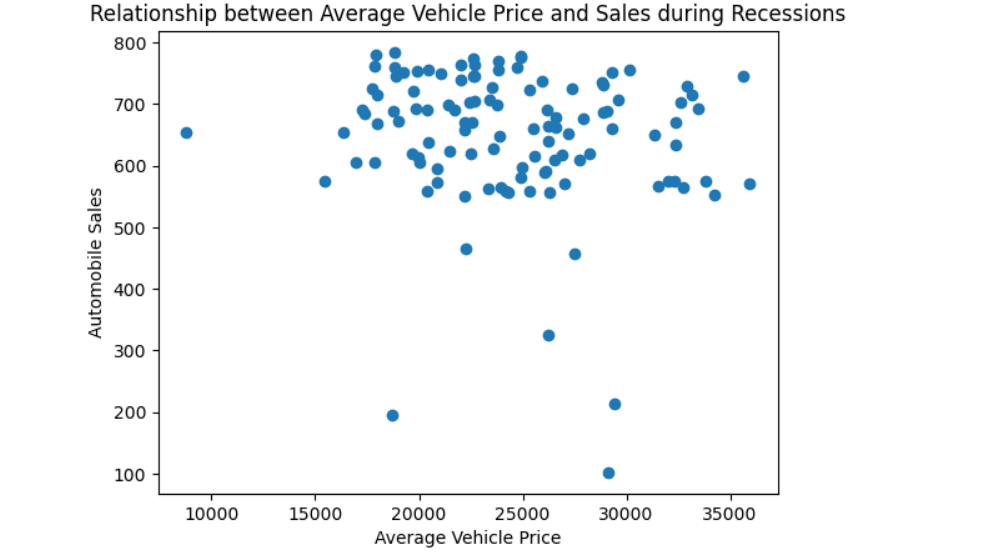 Relationship between Average Vehicle Price and Sales during Recessions
800
700
600
500
400
300
200
100
Automobile Sales
10000 15000 20000 25000 30000 35000
Average Vehicle Price